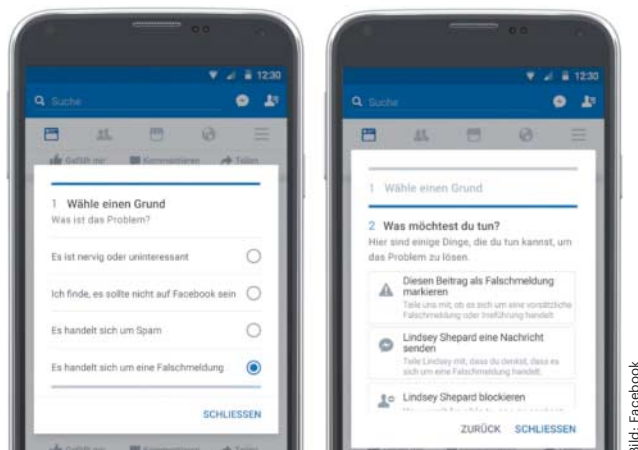 12:30
Suche
Gefällt mir Kommentieren Teilen
1 Wähle einen Grund
Was ist das Problem?
Es ist nervig oder uninteressant
Ich finde, es sollte nicht auf Facebook sein
Es handelt sich um Spam
Es handelt sich um eine Falschmeldung
SCHLIESSEN
12:30
Suche
1 Wähle einen Grund
2 Was möchtest du tun?
Hier sind einige Dinge, die du tun kannst, um
das Problem zu lösen.
Diesen Beitrag als Falschmeldung
markieren
Teile uns mit, ob es sich um eine vorsätzliche
Falschmeldung oder Irreführung handelt.
Lindsey Shepard eine Nachricht
senden
Teile Lindsey mit, dass du denkst, dass es
sich um eine Falschmeldung handelt.
Lindsey Shepard blockieren
ZURÜCK SCHLIESSEN
Bild: Facebook